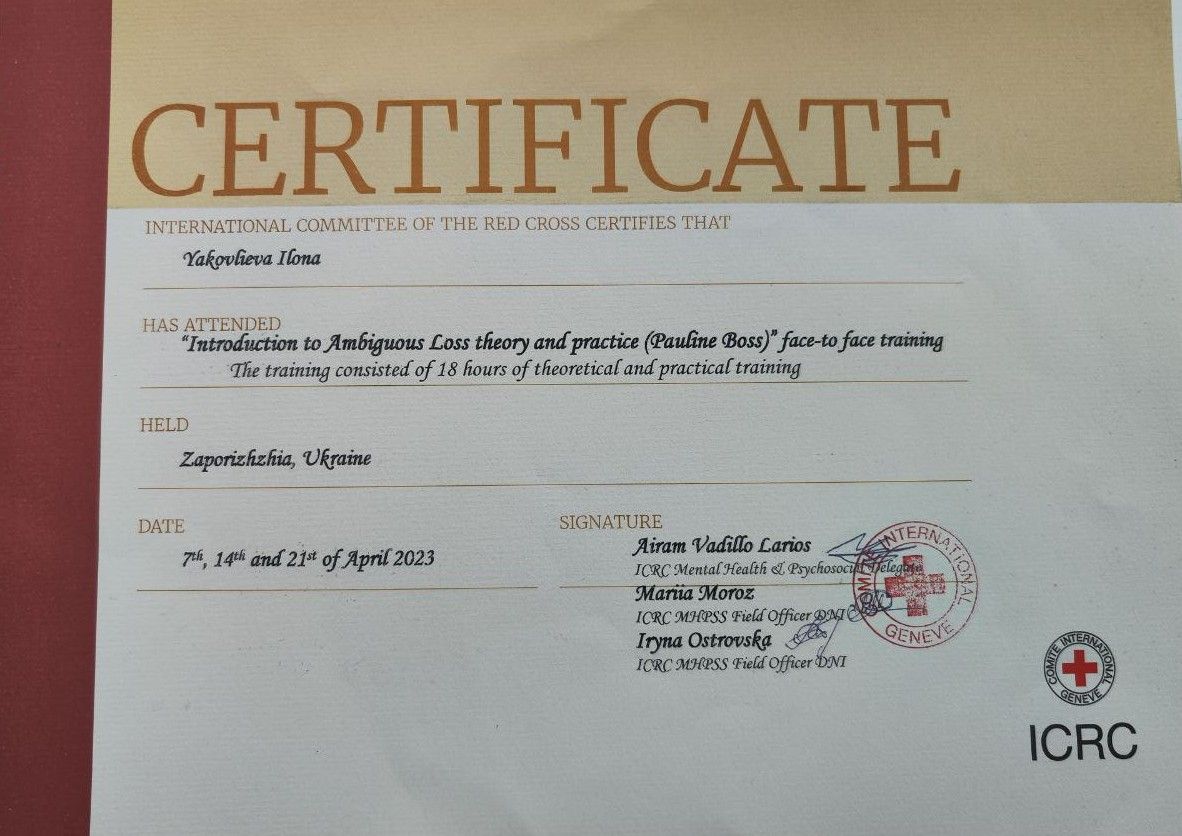 CERTIFICATE
INTERNATIONAL COMMITTEE OF THE RED CROSS CERTIFIES THAT
Yakovlieva Ilona
HAS ATTENDED
"Introduction to Ambiguous Loss theory and practice (Pauline Boss)" face-to face training
The training consisted of 18 hours of theoretical and practical training
HELD
Zaporizhzhia, Ukraine
DATE
7th, 14th and 21st of April 2023
SIGNATURE
Airam Vadillo Larios
ICRC Mental Health & Psychosocial Delegate
Mariia Moroz
ICRC MHPSS Field Officer DNI
Iryna Ostrovska
ICRC MHPSS Field Officer DNI
INTERNATIONAL
GENEVE
COMITE INTERNATIONAL
GENEVE
ICRC